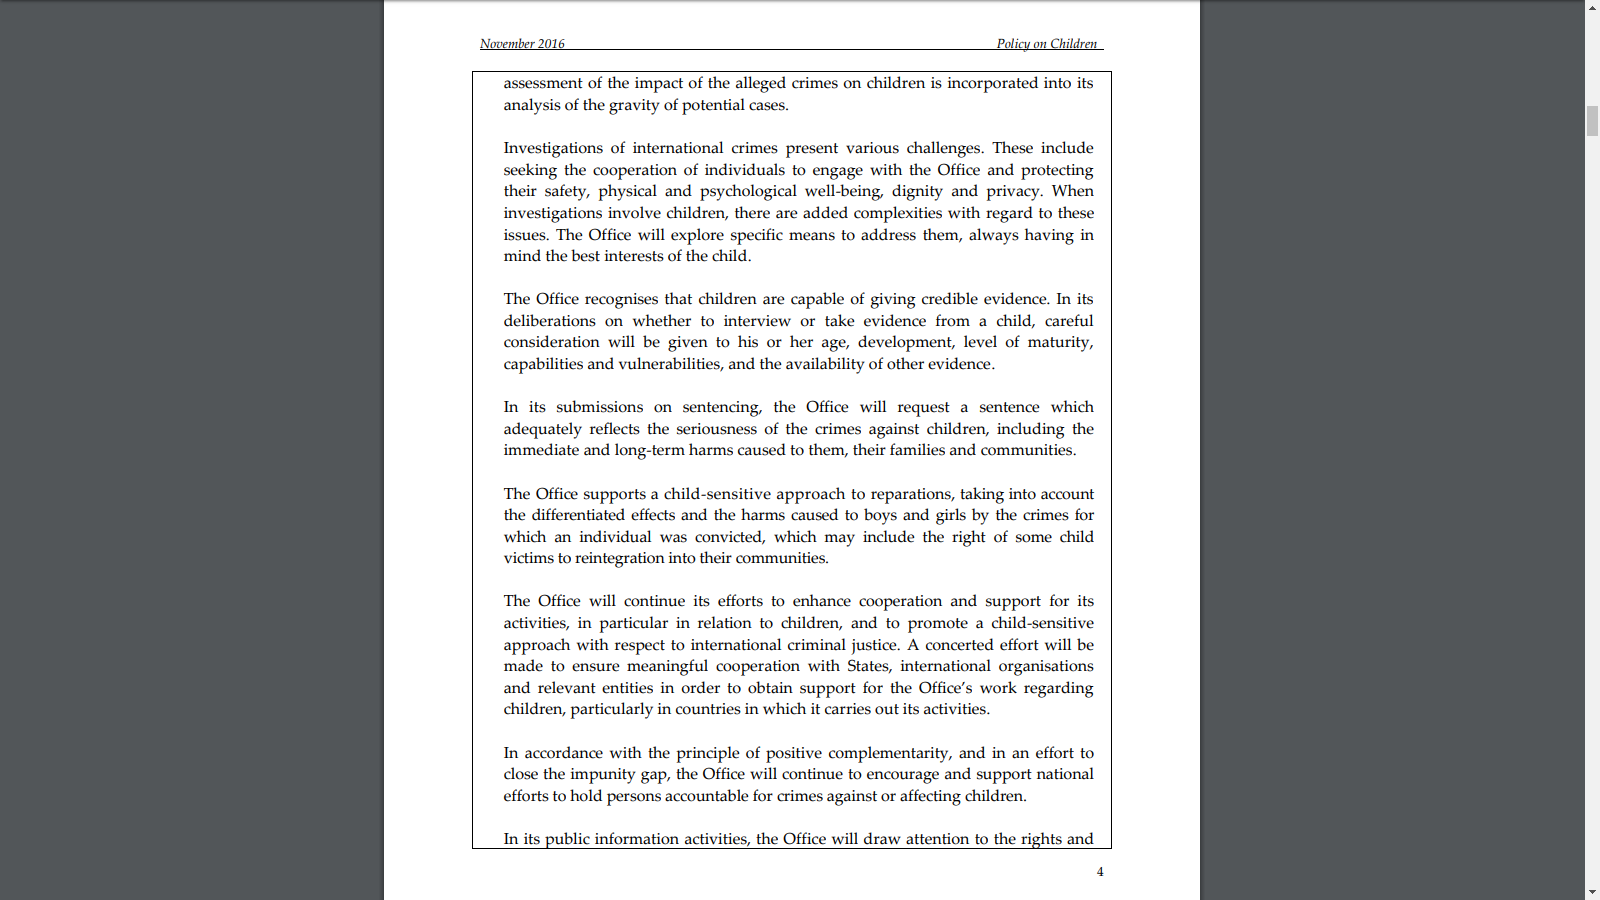 November 2016 Policy on Children
assessment of the impact of the alleged crimes on children is incorporated into its
analysis of the gravity of potential cases.
Investigations of international crimes present various challenges. These include
seeking the cooperation of individuals to engage with the Office and protecting
their safety, physical and psychological well-being, dignity and privacy. When
investigations involve children, there are added complexities with regard to these
issues. The Office will explore specific means to address them, always having in
mind the best interests of the child.
The Office recognises that children are capable of giving credible evidence. In its
deliberations on whether to interview or take evidence from a child, careful
consideration will be given to his or her age, development, level of maturity,
capabilities and vulnerabilities, and the availability of other evidence.
In its submissions on sentencing, the Office will request a sentence which
adequately reflects the seriousness of the crimes against children, including the
immediate and long-term harms caused to them, their families and communities.
The Office supports a child-sensitive approach to reparations, taking into account
the differentiated effects and the harms caused to boys and girls by the crimes for
which an individual was convicted, which may include the right of some child
victims to reintegration into their communities.
The Office will continue its efforts to enhance cooperation and support for its
activities, in particular in relation to children, and to promote a child-sensitive
approach with respect to international criminal justice. A concerted effort will be
made to ensure meaningful cooperation with States, international organisations
and relevant entities in order to obtain support for the Office's work regarding
children, particularly in countries in which it carries out its activities.
In accordance with the principle of positive complementarity, and in an effort to
close the impunity gap, the Office will continue to encourage and support national
efforts to hold persons accountable for crimes against or affecting children.
In its public information activities, the Office will draw attention to the rights and
4